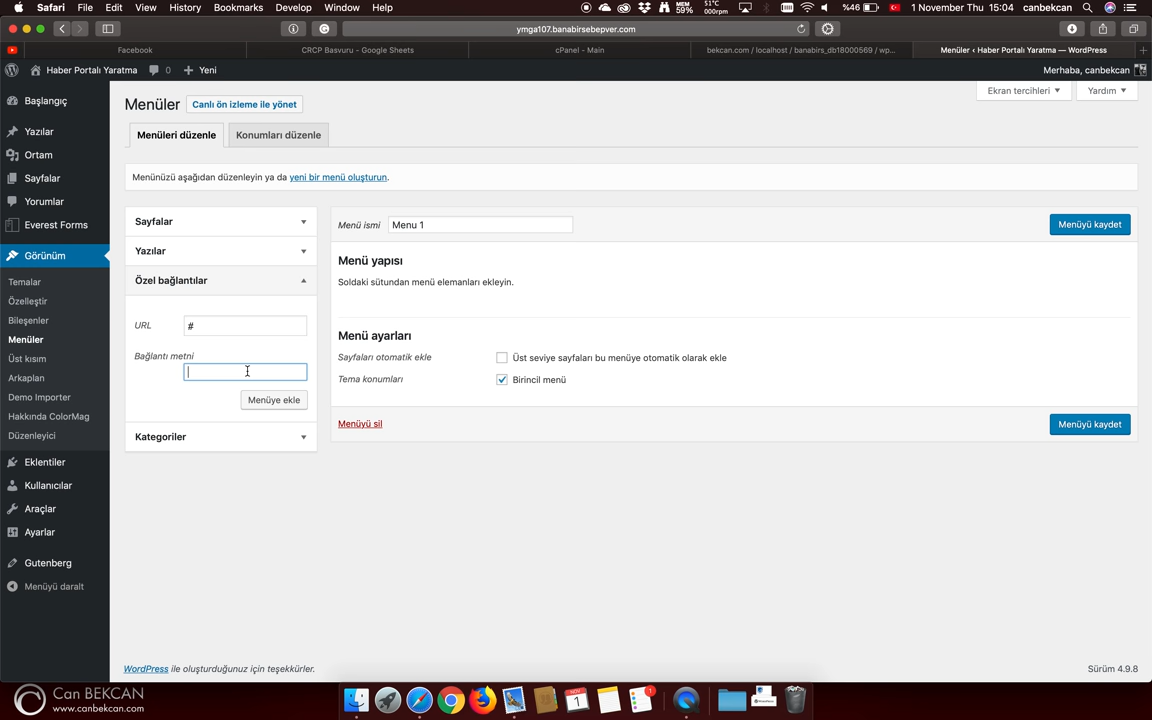 Safari File Edit View History Bookmarks Develop Window Help
MEM 59% 51°C 000rpm %46 1 November Thu 15:04 canbekcan
ymga107.banabirsebepver.com
Facebook
CRCP Basvuru - Google Sheets
cPanel - Main
bekcan.com / localhost / banabirs_db18000569 / wp...
Menüler ‹ Haber Portalı Yaratma — WordPress
Haber Portalı Yaratma 0 Yeni
Merhaba, canbekcan
Başlangıç
Yazılar
Ortam
Sayfalar
Yorumlar
Everest Forms
Görünüm
Temalar
Özelleştir
Bileşenler
Menüler
Üst kısım
Arkaplan
Demo Importer
Hakkında ColorMag
Düzenleyici
Eklentiler
Kullanıcılar
Araçlar
Ayarlar
Gutenberg
Menüyü daralt
Menüler Canlı ön izleme ile yönet
Ekran tercihleri
Yardım
Menüleri düzenle
Konumları düzenle
Menünüzü aşağıdan düzenleyin ya da yeni bir menü oluşturun.
Sayfalar
Yazılar
Özel bağlantılar
URL #
Bağlantı metni
Menüye ekle
Kategoriler
Menü ismi Menu 1
Menüyü kaydet
Menü yapısı
Soldaki sütundan menü elemanları ekleyin.
Menü ayarları
Sayfaları otomatik ekle Üst seviye sayfaları bu menüye otomatik olarak ekle
Tema konumları Birincil menü
Menüyü sil
Menüyü kaydet
WordPress ile oluşturduğunuz için teşekkürler.
Sürüm 4.9.8
Can BEKCAN
www.canbekcan.com
1
1